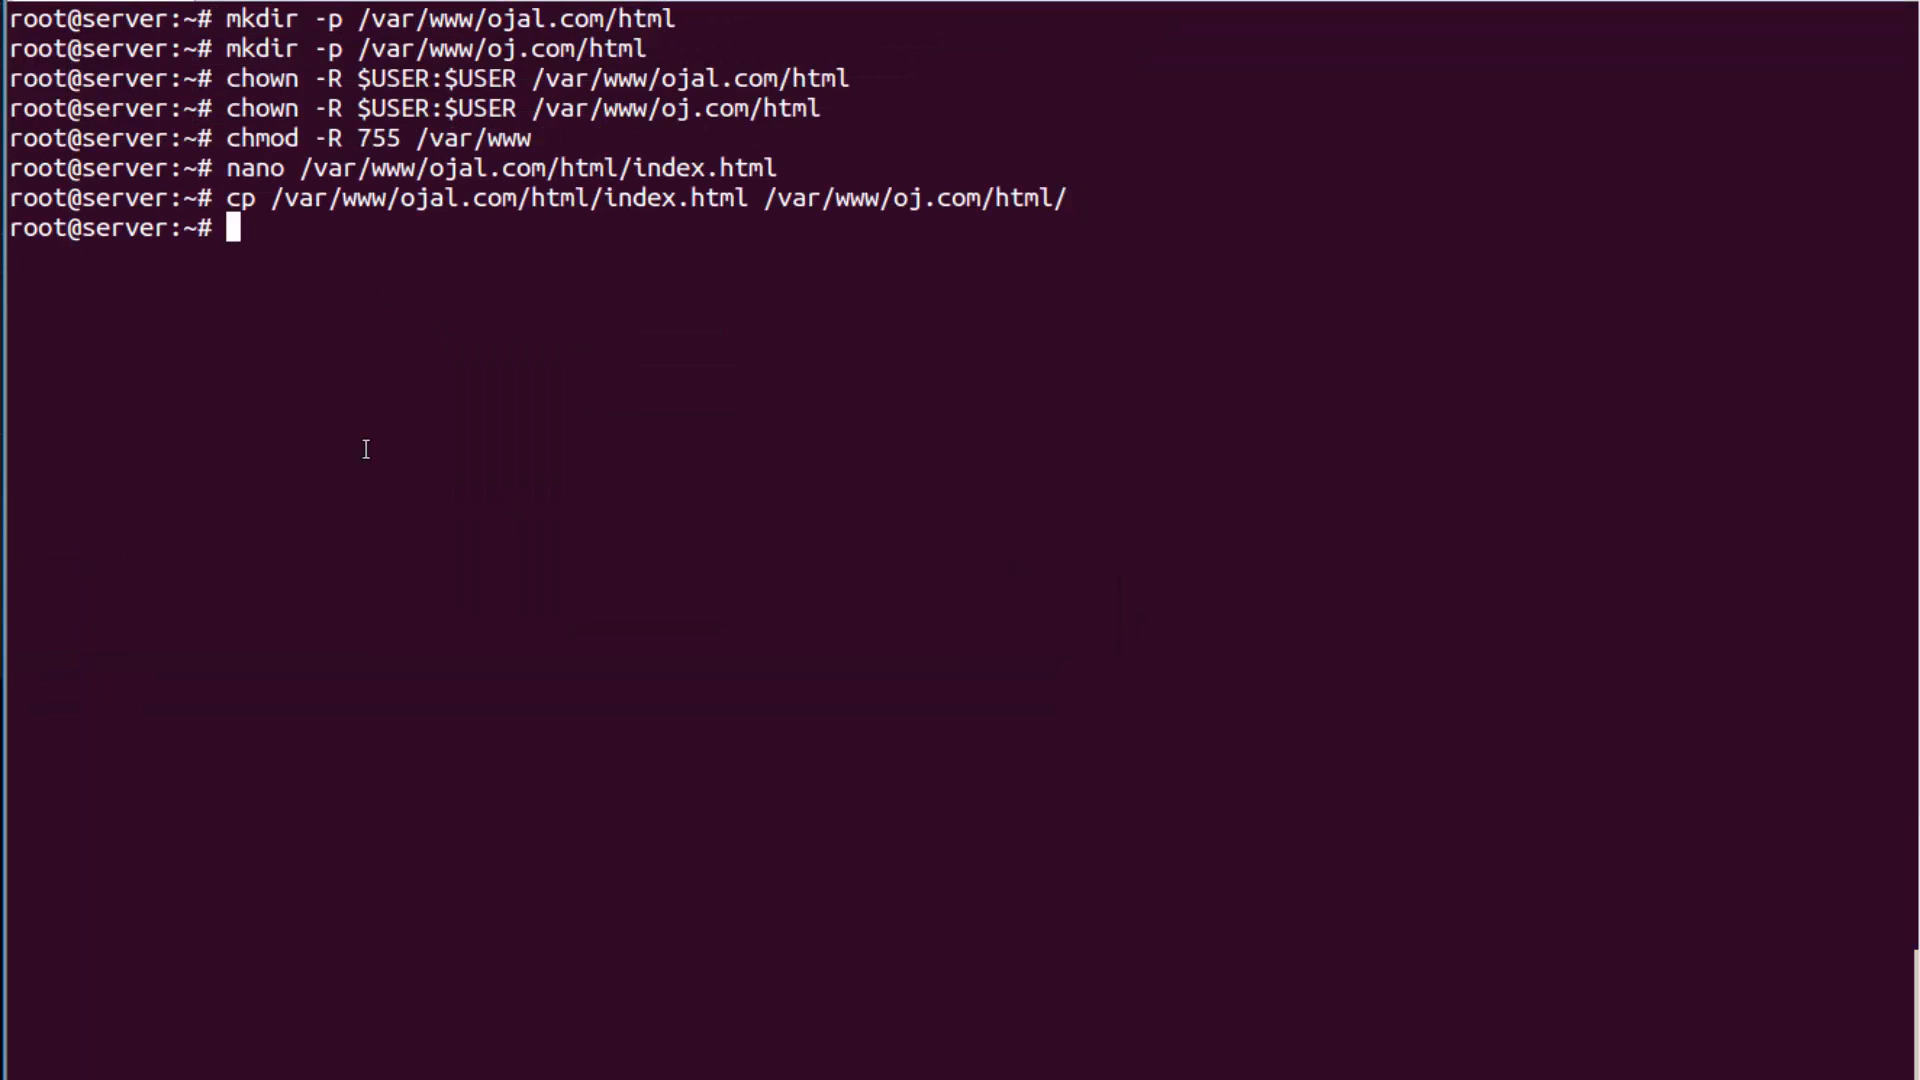 root@server:~# mkdir -p /var/www/ojal.com/html
root@server:~# mkdir -p /var/www/oj.com/html
root@server:~# chown -R $USER:$USER /var/www/ojal.com/html
root@server:~# chown -R $USER:$USER /var/www/oj.com/html
root@server:~# chmod -R 755 /var/www
root@server:~# nano /var/www/ojal.com/html/index.html
root@server:~# cp /var/www/ojal.com/html/index.html /var/www/oj.com/html/
root@server:~#